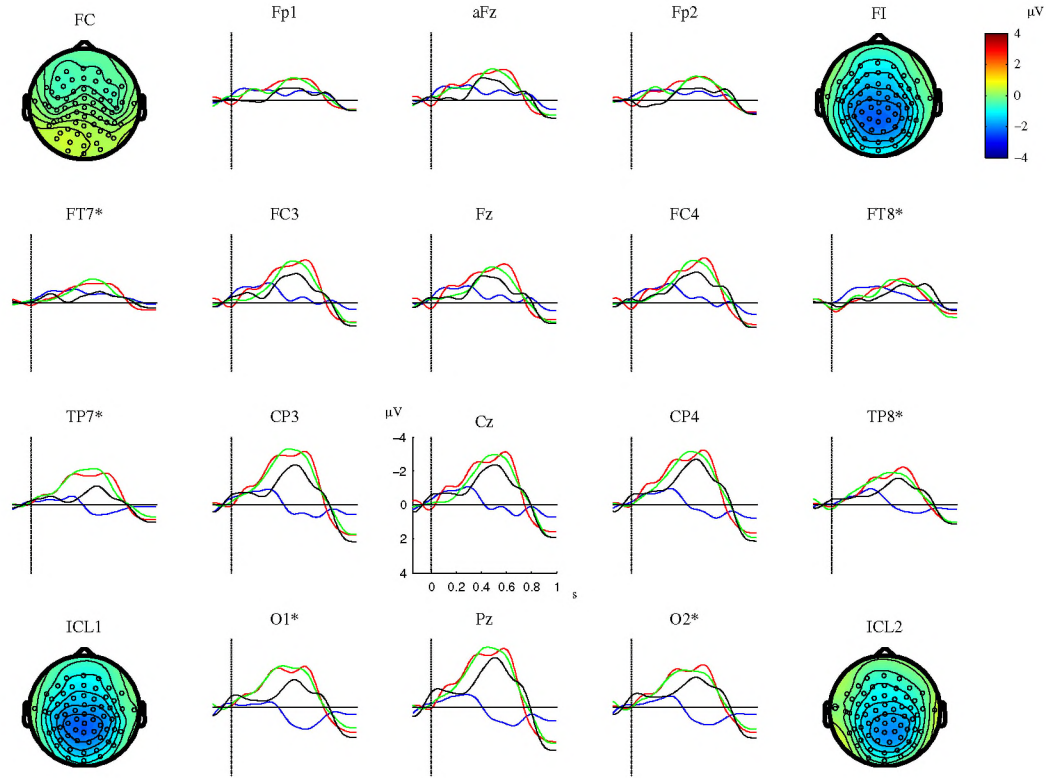 FC
Fp1
aFz
Fp2
FI
μV
4
2
0
−2
−4
FT7*
FC3
Fz
FC4
FT8*
TP7*
CP3
μV
Cz
CP4
TP8*
−4
−2
0
2
4
0 0.2 0.4 0.6 0.8 1
s
ICL1
O1*
Pz
O2*
ICL2